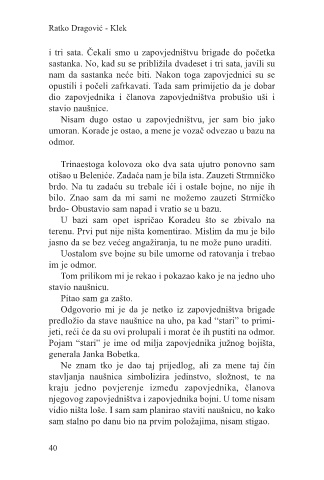 Ratko Dragović - Klek
i tri sata. Čekali smo u zapovjedništvu brigade do početka
sastanka. No, kad su se približila dvadeset i tri sata, javili su
nam da sastanka neće biti. Nakon toga zapovjednici su se
opustili i počeli zafrkavati. Tada sam primijetio da je dobar
dio zapovjednika i članova zapovjedništva probušio uši i
stavio naušnice.
Nisam dugo ostao u zapovjedništvu, jer sam bio jako
umoran. Korade je ostao, a mene je vozač odvezao u bazu na
odmor.
Trinaestoga kolovoza oko dva sata ujutro ponovno sam
otišao u Beleniće. Zadaća nam je bila ista. Zauzeti Strmničko
brdo. Na tu zadaću su trebale ići i ostale bojne, no nije ih
bilo. Znao sam da mi sami ne možemo zauzeti Strmičko
brdo- Obustavio sam napad i vratio se u bazu.
U bazi sam opet ispričao Koradeu što se zbivalo na
terenu. Prvi put nije ništa komentirao. Mislim da mu je bilo
jasno da se bez većeg angažiranja, tu ne može puno uraditi.
Uostalom sve bojne su bile umorne od ratovanja i trebao
im je odmor.
Tom prilikom mi je rekao i pokazao kako je na jedno uho
stavio naušnicu.
Pitao sam ga zašto.
Odgovorio mi je da je netko iz zapovjedništva brigade
predložio da stave naušnice na uho, pa kad “stari” to primi-
jeti, reći će da su ovi prolupali i morat će ih pustiti na odmor.
Pojam “stari” je ime od milja zapovjednika južnog bojišta,
generala Janka Bobetka.
Ne znam tko je dao taj prijedlog, ali za mene taj čin
stavljanja naušnica simbolizira jedinstvo, složnost, te na
kraju jedno povjerenje između zapovjednika, članova
njegovog zapovjedništva i zapovjednika bojni. U tome nisam
vidio ništa loše. I sam sam planirao staviti naušnicu, no kako
sam stalno po danu bio na prvim položajima, nisam stigao.
40